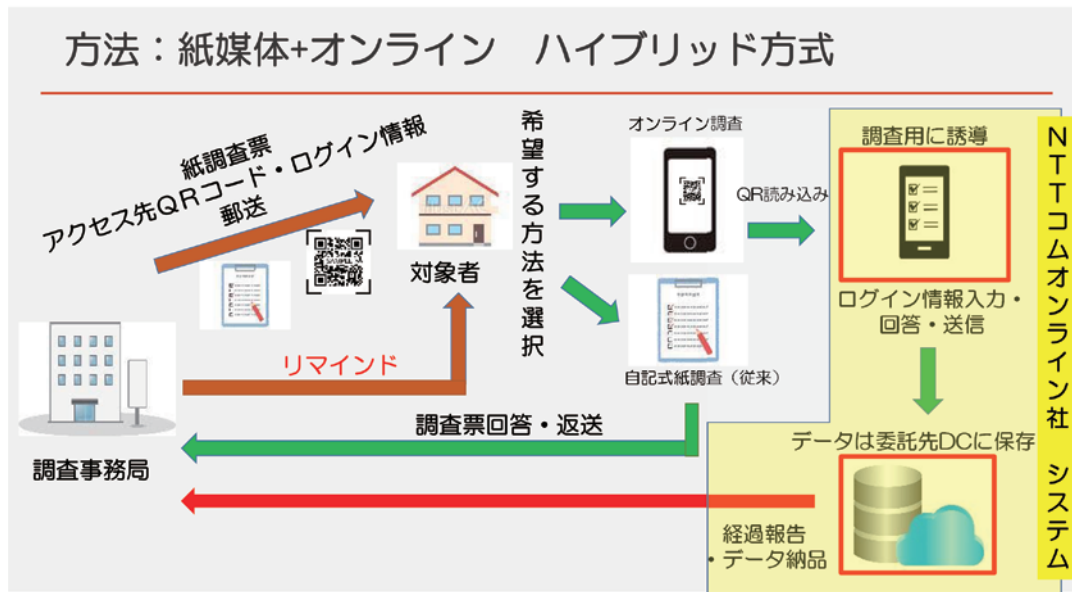 方法：紙媒体+オンライン　ハイブリッド方式
紙調査票
アクセス先QRコード・ログイン情報
郵送
SAMPLE
対象者
リマインド
調査事務局
希望する方法を選択
オンライン調査
QR読み込み
自記式紙調査（従来）
調査票回答・返送
調査用に誘導
ログイン情報入力・
回答・送信
データは委託先DCに保存
経過報告
・データ納品
NTTコムオンライン社　システム